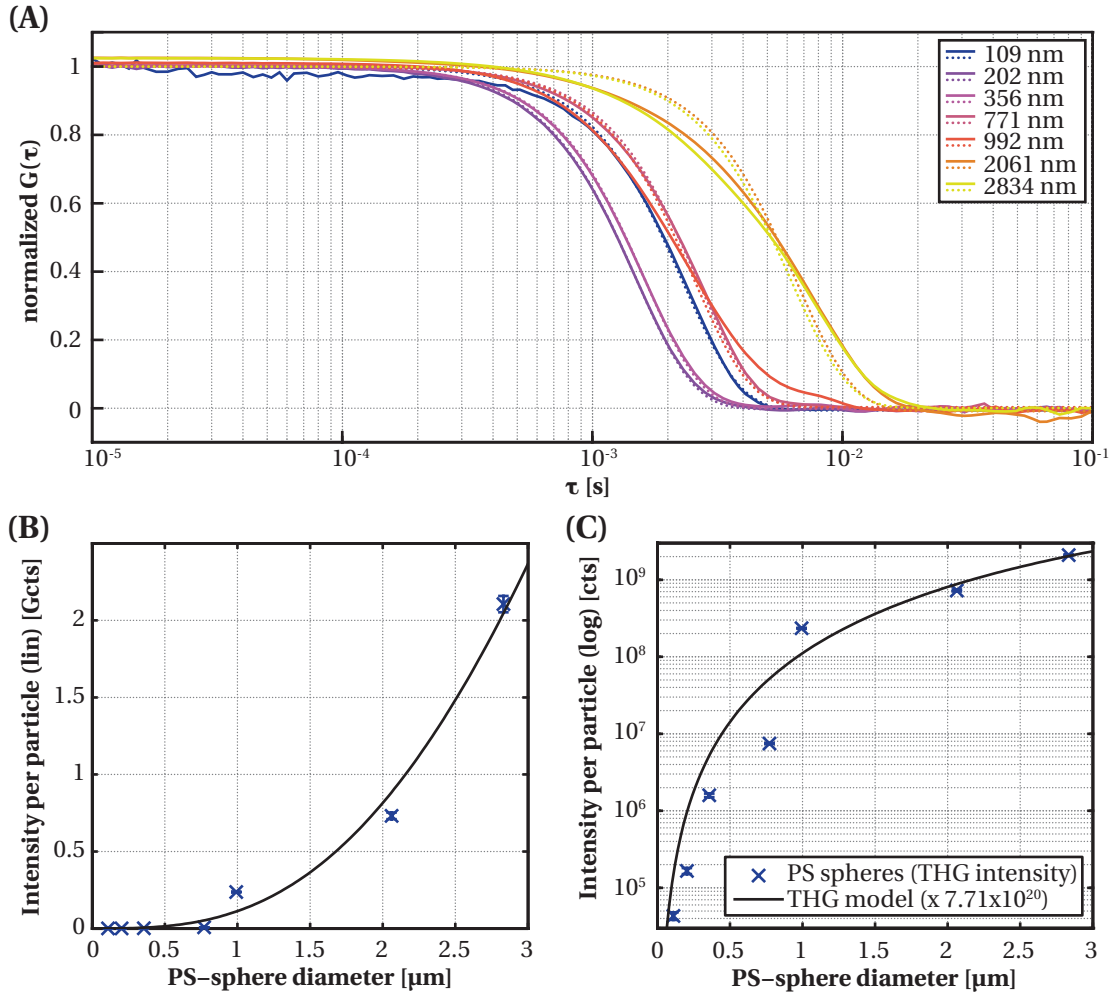 (A)
normalized G(τ)
1
0.8
0.6
0.4
0.2
0
109 nm
202 nm
356 nm
771 nm
992 nm
2061 nm
2834 nm
10⁻⁵
10⁻⁴
10⁻³
10⁻²
10⁻¹
τ [s]
(B)
Intensity per particle (lin) [Gcts]
2
1.5
1
0.5
0
0
0.5
1
1.5
2
2.5
3
PS–sphere diameter [µm]
(C)
Intensity per particle (log) [cts]
10⁹
10⁸
10⁷
10⁶
10⁵
PS spheres (THG intensity)
THG model (x 7.71x10²⁰)
0
0.5
1
1.5
2
2.5
3
PS–sphere diameter [µm]